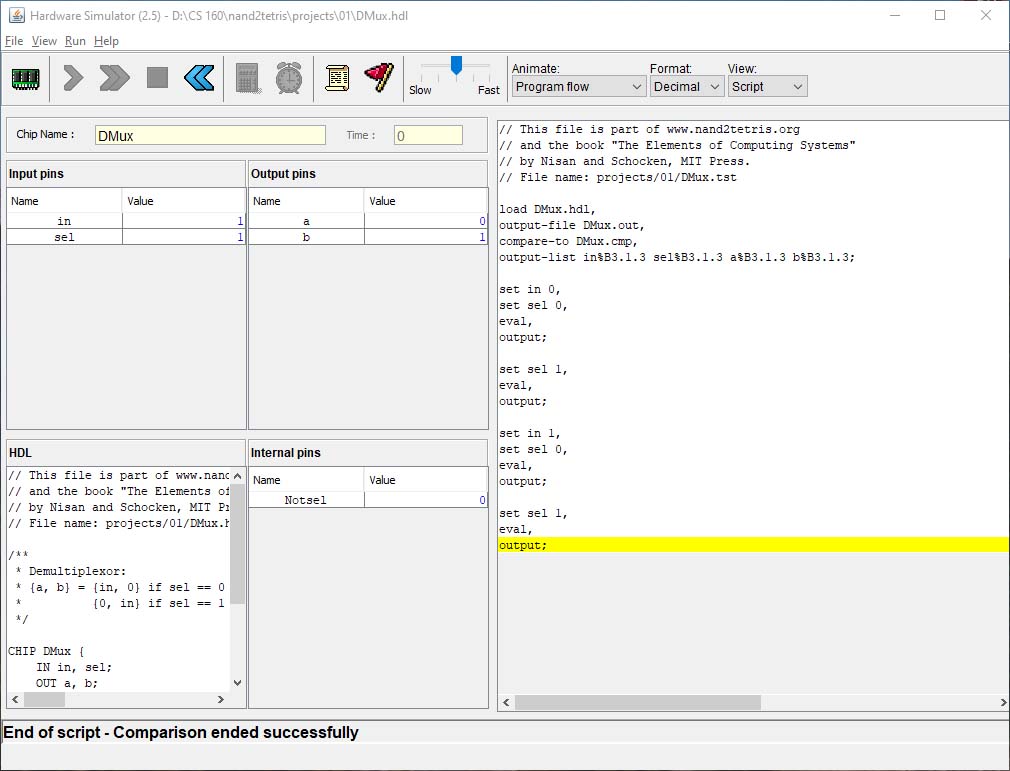 Hardware Simulator (2.5) - D:\CS 160\nand2tetris\projects\01\DMux.hdl
File View Run Help
Slow Fast
Animate: Format: View:
Program flow Decimal Script
Chip Name : DMux Time : 0
Input pins
Name Value
in 1
sel 1
Output pins
Name Value
a 0
b 1
HDL
// This file is part of www.nand
// and the book "The Elements of
// by Nisan and Schocken, MIT Pr
// File name: projects/01/DMux.h
/**
* Demultiplexor:
* {a, b} = {in, 0} if sel == 0
* {0, in} if sel == 1
*/
CHIP DMux {
IN in, sel;
OUT a, b;
Internal pins
Name Value
Notsel 0
// This file is part of www.nand2tetris.org
// and the book "The Elements of Computing Systems"
// by Nisan and Schocken, MIT Press.
// File name: projects/01/DMux.tst
load DMux.hdl,
output-file DMux.out,
compare-to DMux.cmp,
output-list in%B3.1.3 sel%B3.1.3 a%B3.1.3 b%B3.1.3;
set in 0,
set sel 0,
eval,
output;
set sel 1,
eval,
output;
set in 1,
set sel 0,
eval,
output;
set sel 1,
eval,
output;
End of script - Comparison ended successfully